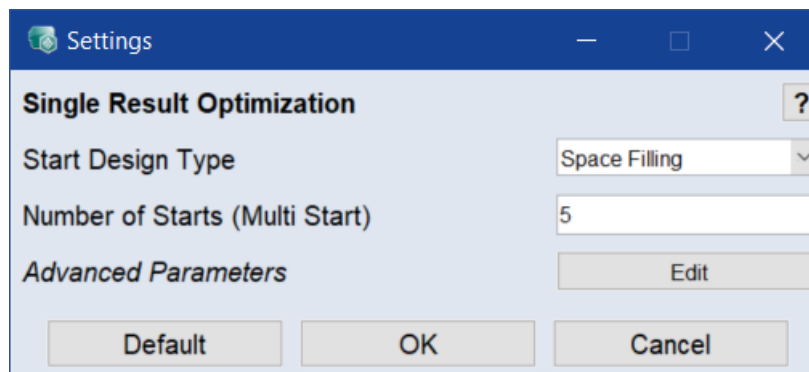 Settings
Single Result Optimization ?
Start Design Type Space Filling
Number of Starts (Multi Start) 5
Advanced Parameters Edit
Default OK Cancel